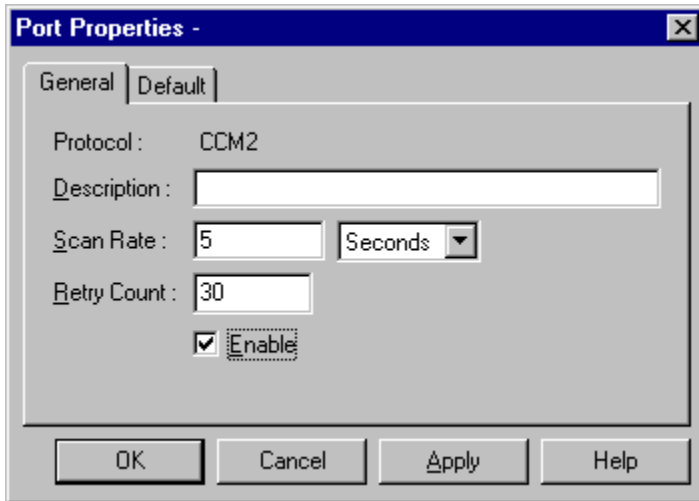 Port Properties -
General Default
Protocol : CCM2
Description :
Scan Rate : 5 Seconds
Retry Count : 30
Enable
OK Cancel Apply Help